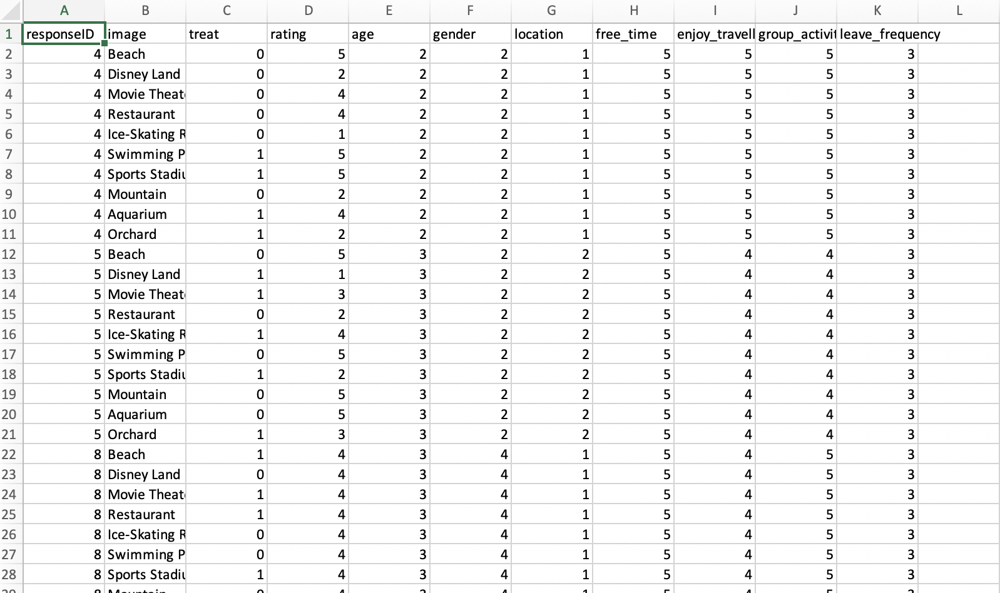 A B C D E F G H I J K L
1 responseID image treat rating age gender location free_time enjoy_travell group_activit leave_frequency
2 4 Beach 0 5 2 2 1 5 5 5 3
3 4 Disney Land 0 2 2 2 1 5 5 5 3
4 4 Movie Theat 0 4 2 2 1 5 5 5 3
5 4 Restaurant 0 4 2 2 1 5 5 5 3
6 4 Ice-Skating R 0 1 2 2 1 5 5 5 3
7 4 Swimming P 1 5 2 2 1 5 5 5 3
8 4 Sports Stadiu 1 5 2 2 1 5 5 5 3
9 4 Mountain 0 2 2 2 1 5 5 5 3
10 4 Aquarium 1 4 2 2 1 5 5 5 3
11 4 Orchard 1 2 2 2 1 5 5 5 3
12 5 Beach 0 5 3 2 2 5 4 4 3
13 5 Disney Land 1 1 3 2 2 5 4 4 3
14 5 Movie Theat 1 3 3 2 2 5 4 4 3
15 5 Restaurant 0 2 3 2 2 5 4 4 3
16 5 Ice-Skating R 1 4 3 2 2 5 4 4 3
17 5 Swimming P 0 5 3 2 2 5 4 4 3
18 5 Sports Stadiu 1 2 3 2 2 5 4 4 3
19 5 Mountain 0 5 3 2 2 5 4 4 3
20 5 Aquarium 0 5 3 2 2 5 4 4 3
21 5 Orchard 1 3 3 2 2 5 4 4 3
22 8 Beach 1 4 3 4 1 5 4 5 3
23 8 Disney Land 0 4 3 4 1 5 4 5 3
24 8 Movie Theat 1 4 3 4 1 5 4 5 3
25 8 Restaurant 1 4 3 4 1 5 4 5 3
26 8 Ice-Skating R 0 4 3 4 1 5 4 5 3
27 8 Swimming P 0 4 3 4 1 5 4 5 3
28 8 Sports Stadiu 1 4 3 4 1 5 4 5 3